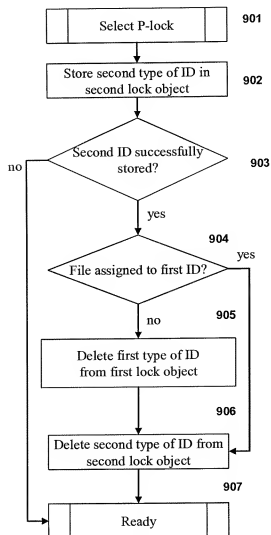 Select P-lock
901
Store second type of ID in
second lock object
902
Second ID successfully
stored?
903
no
yes
904
File assigned to first ID?
yes
no
905
Delete first type of ID
from first lock object
906
Delete second type of ID from
second lock object
907
Ready